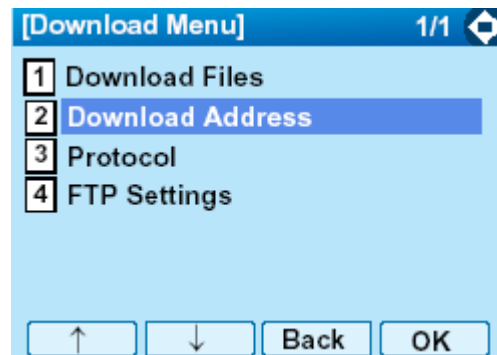 [Download Menu] 1/1
1 Download Files
2 Download Address
3 Protocol
4 FTP Settings
↑ ↓ Back OK